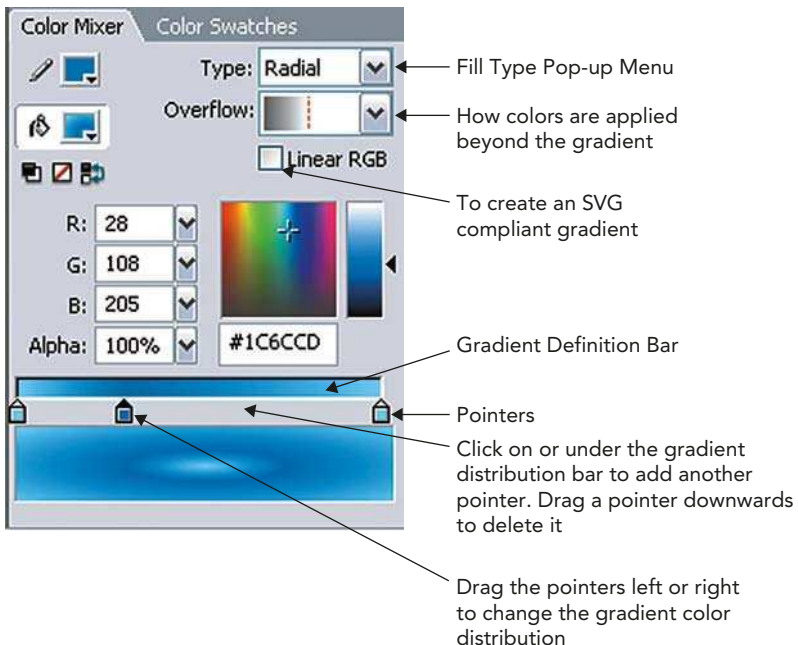 Color Mixer
Color Swatches
Type: Radial
Fill Type Pop-up Menu
Overflow:
How colors are applied
beyond the gradient
Linear RGB
To create an SVG
compliant gradient
R: 28
G: 108
B: 205
Alpha: 100%
#1C6CCD
Gradient Definition Bar
Pointers
Click on or under the gradient
distribution bar to add another
pointer. Drag a pointer downwards
to delete it
Drag the pointers left or right
to change the gradient color
distribution